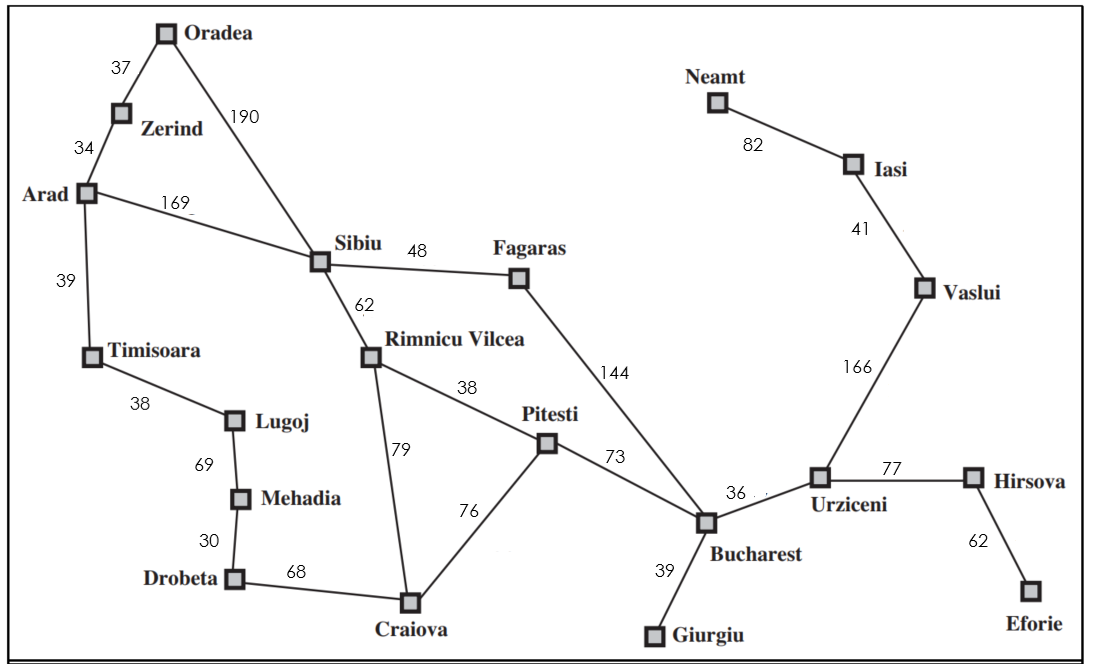 Oradea
37
Neamt
190
Zerind
82
34
Iasi
Arad
169
41
Sibiu
48
Fagaras
39
62
Vaslui
Timisoara
Rimnicu Vilcea
144
166
38
38
Pitesti
Lugoj
79
73
69
77
Hirsova
Mehadia
36
Urziceni
76
30
62
Bucharest
Drobeta
68
39
Craiova
Giurgiu
Eforie